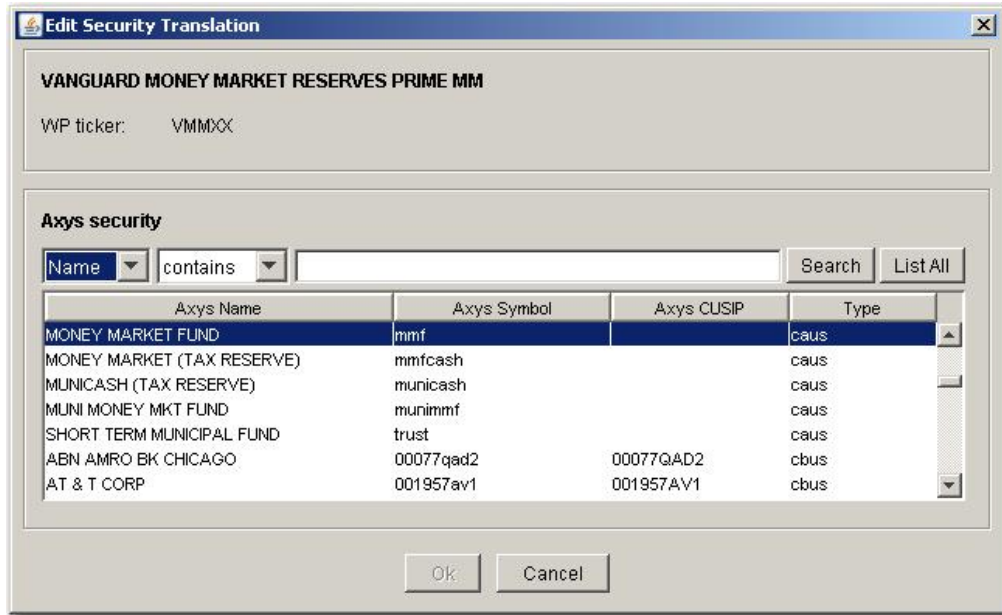 Edit Security Translation
VANGUARD MONEY MARKET RESERVES PRIME MM
WP ticker: VMMXX
Axys security
Name contains Search List All
Axys Name Axys Symbol Axys CUSIP Type
MONEY MARKET FUND mmf caus
MONEY MARKET (TAX RESERVE) mmfcash caus
MUNICASH (TAX RESERVE) municash caus
MUNI MONEY MKT FUND munimmf caus
SHORT TERM MUNICIPAL FUND trust caus
ABN AMRO BK CHICAGO 00077qad2 00077QAD2 cbus
AT & T CORP 001957av1 001957AV1 cbus
Ok Cancel